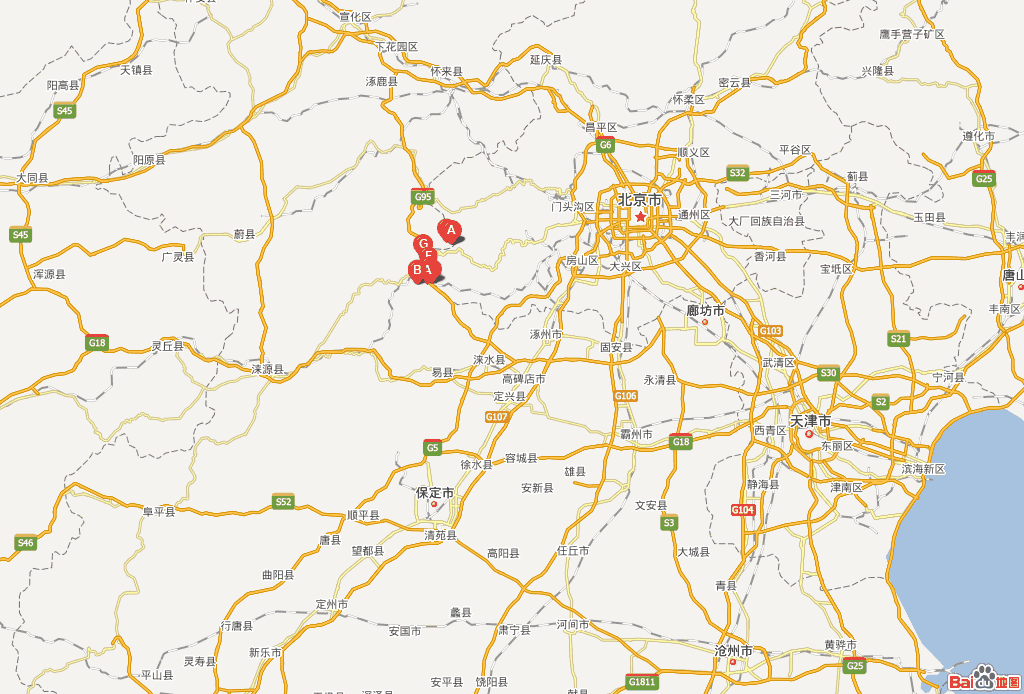 宣化区
下花园区
鹰手营子矿区
天镇县
怀来县
延庆县
兴隆县
阳高县
涿鹿县
密云县
怀柔区
S45
昌平区
遵化市
G6
阳原县
顺义区
平谷区
大同县
S32
蓟县
G25
G95
三河市
北京市
门头沟区
通州区
大厂回族自治县
玉田县
S45
蔚县
A
G
广灵县
F
香河县
房山区
大兴区
宝坻区
浑源县
B
A
唐山
丰南区
廊坊市
G103
涿州市
S21
G18
灵丘县
固安县
涞水县
武清区
涞源县
易县
高碑店市
永清县
S30
宁河县
定兴县
G106
S2
G107
天津市
西青区
霸州市
G18
东丽区
G5
徐水县
容城县
雄县
滨海新区
静海县
津南区
保定市
安新县
S52
阜平县
顺平县
文安县
G104
S3
唐县
清苑县
S46
望都县
高阳县
任丘市
大城县
曲阳县
青县
定州市
蠡县
行唐县
安国市
肃宁县
河间市
黄骅市
新乐市
灵寿县
沧州市
G25
平山县
安平县
饶阳县
G1811
Bai du 地图